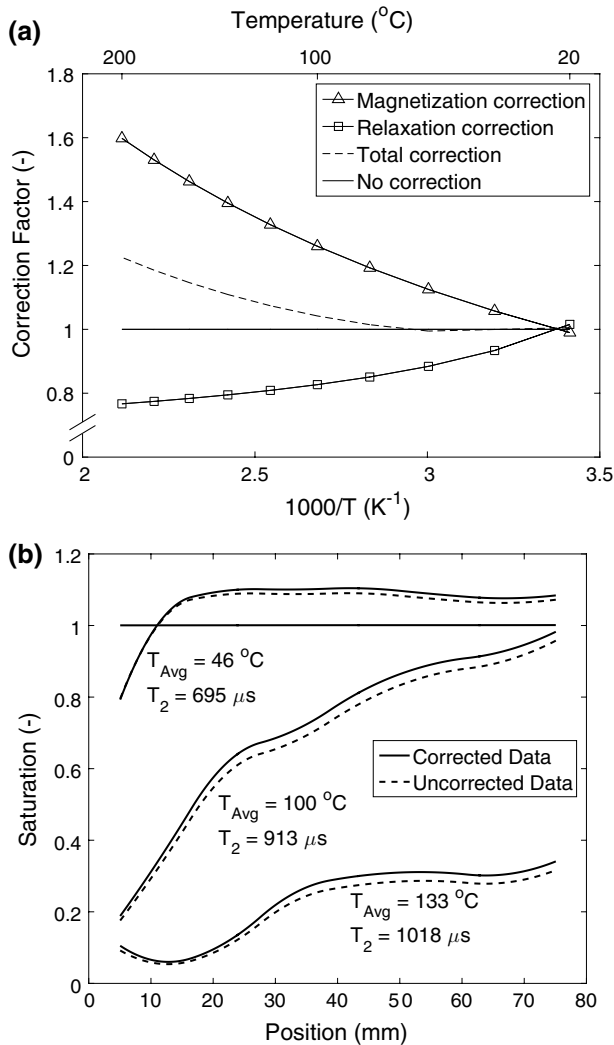 (a)
Temperature (°C)
200 100 20
Correction Factor (-)
1.8
1.6
1.4
1.2
1
0.8
0
Magnetization correction
Relaxation correction
Total correction
No correction
2 2.5 3 3.5
1000/T (K⁻¹)
(b)
Saturation (-)
1.2
1
0.8
0.6
0.4
0.2
0
T_Avg = 46 °C
T_2 = 695 μs
Corrected Data
Uncorrected Data
T_Avg = 100 °C
T_2 = 913 μs
T_Avg = 133 °C
T_2 = 1018 μs
0 10 20 30 40 50 60 70 80
Position (mm)